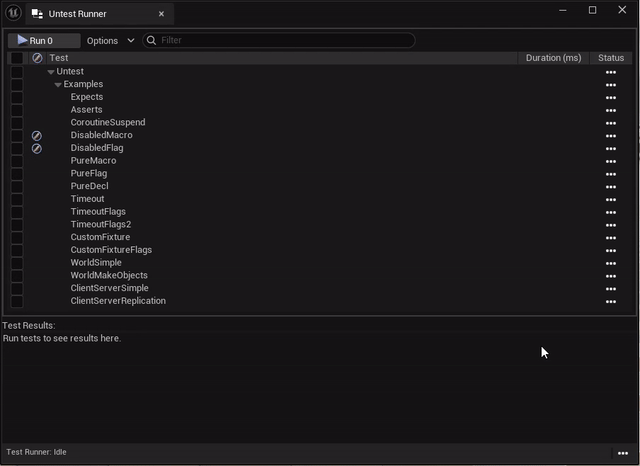 Untest Runner
Run 0
Options
Filter
Test
Duration (ms)
Status
Untest
Examples
Expects
Asserts
CoroutineSuspend
DisabledMacro
DisabledFlag
PureMacro
PureFlag
PureDecl
Timeout
TimeoutFlags
TimeoutFlags2
CustomFixture
CustomFixtureFlags
WorldSimple
WorldMakeObjects
ClientServerSimple
ClientServerReplication
Test Results:
Run tests to see results here.
Test Runner: Idle